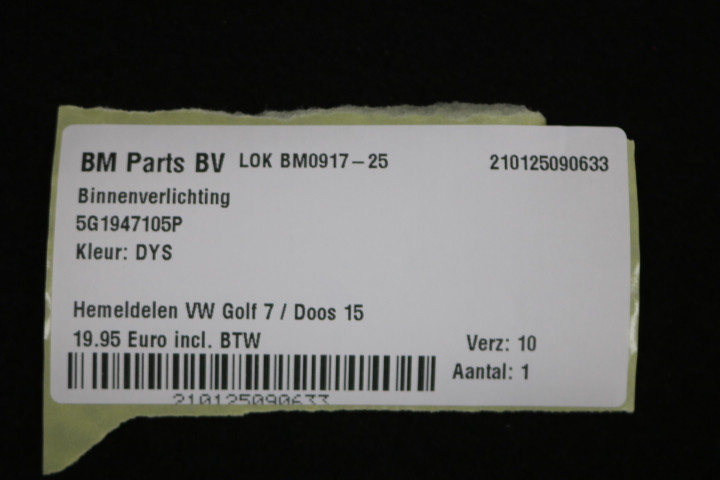 BM Parts BV LOK BM0917-25 210125090633
Binnenverlichting
5G1947105P
Kleur: DYS
Hemeldelen VW Golf 7 / Doos 15
19.95 Euro incl. BTW Verz: 10
Aantal: 1
210125090633